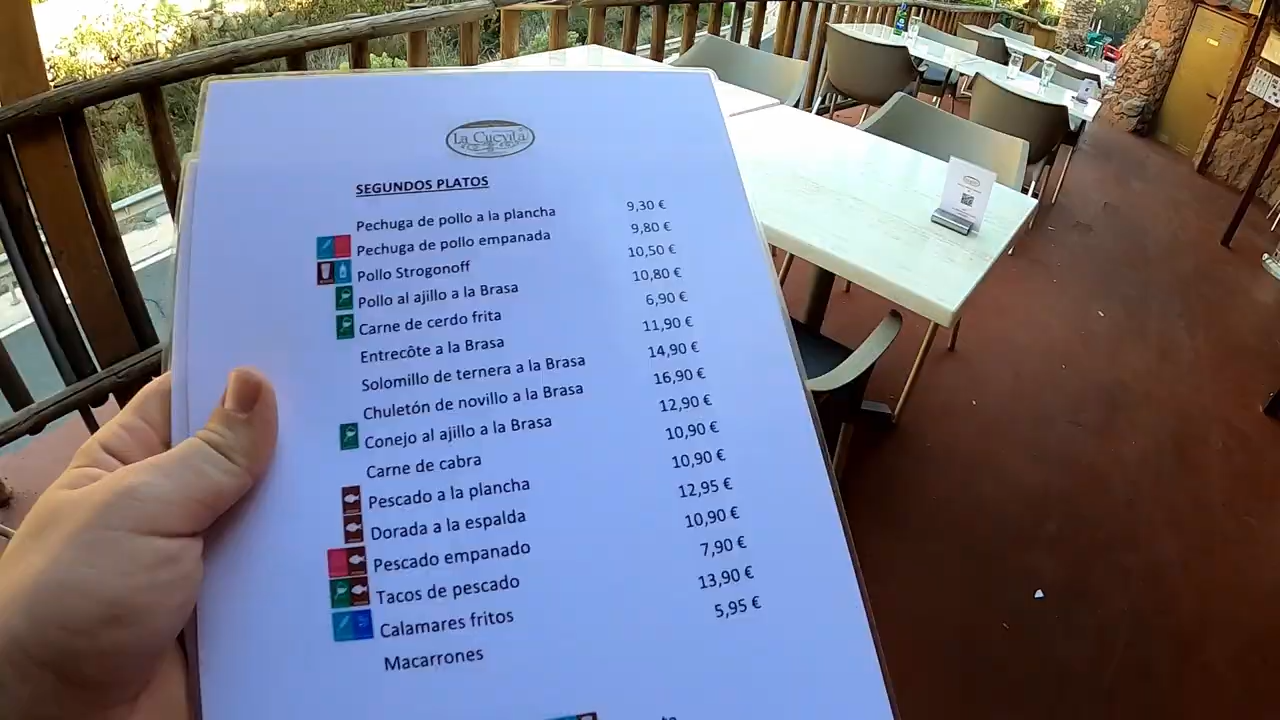 La Cuevita
SEGUNDOS PLATOS
Pechuga de pollo a la plancha 9,30 €
Pechuga de pollo empanada 9,80 €
Pollo Strogonoff 10,50 €
Pollo al ajillo a la Brasa 10,80 €
Carne de cerdo frita 6,90 €
Entrecôte a la Brasa 11,90 €
Solomillo de ternera a la Brasa 14,90 €
Chuletón de novillo a la Brasa 16,90 €
Conejo al ajillo a la Brasa 12,90 €
Carne de cabra 10,90 €
Pescado a la plancha 10,90 €
Dorada a la espalda 12,95 €
Pescado empanado 10,90 €
Tacos de pescado 7,90 €
Calamares fritos 13,90 €
Macarrones 5,95 €